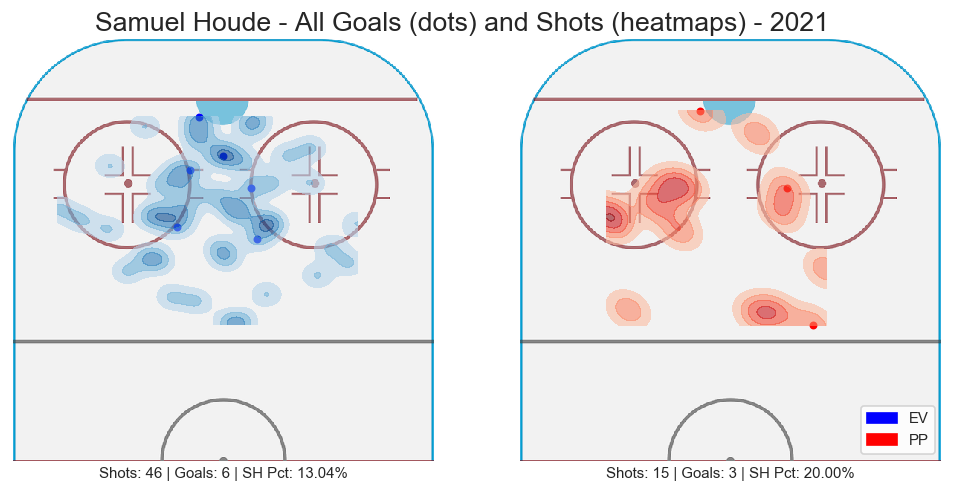 Samuel Houde - All Goals (dots) and Shots (heatmaps) - 2021
EV
PP
Shots: 46 | Goals: 6 | SH Pct: 13.04%
Shots: 15 | Goals: 3 | SH Pct: 20.00%